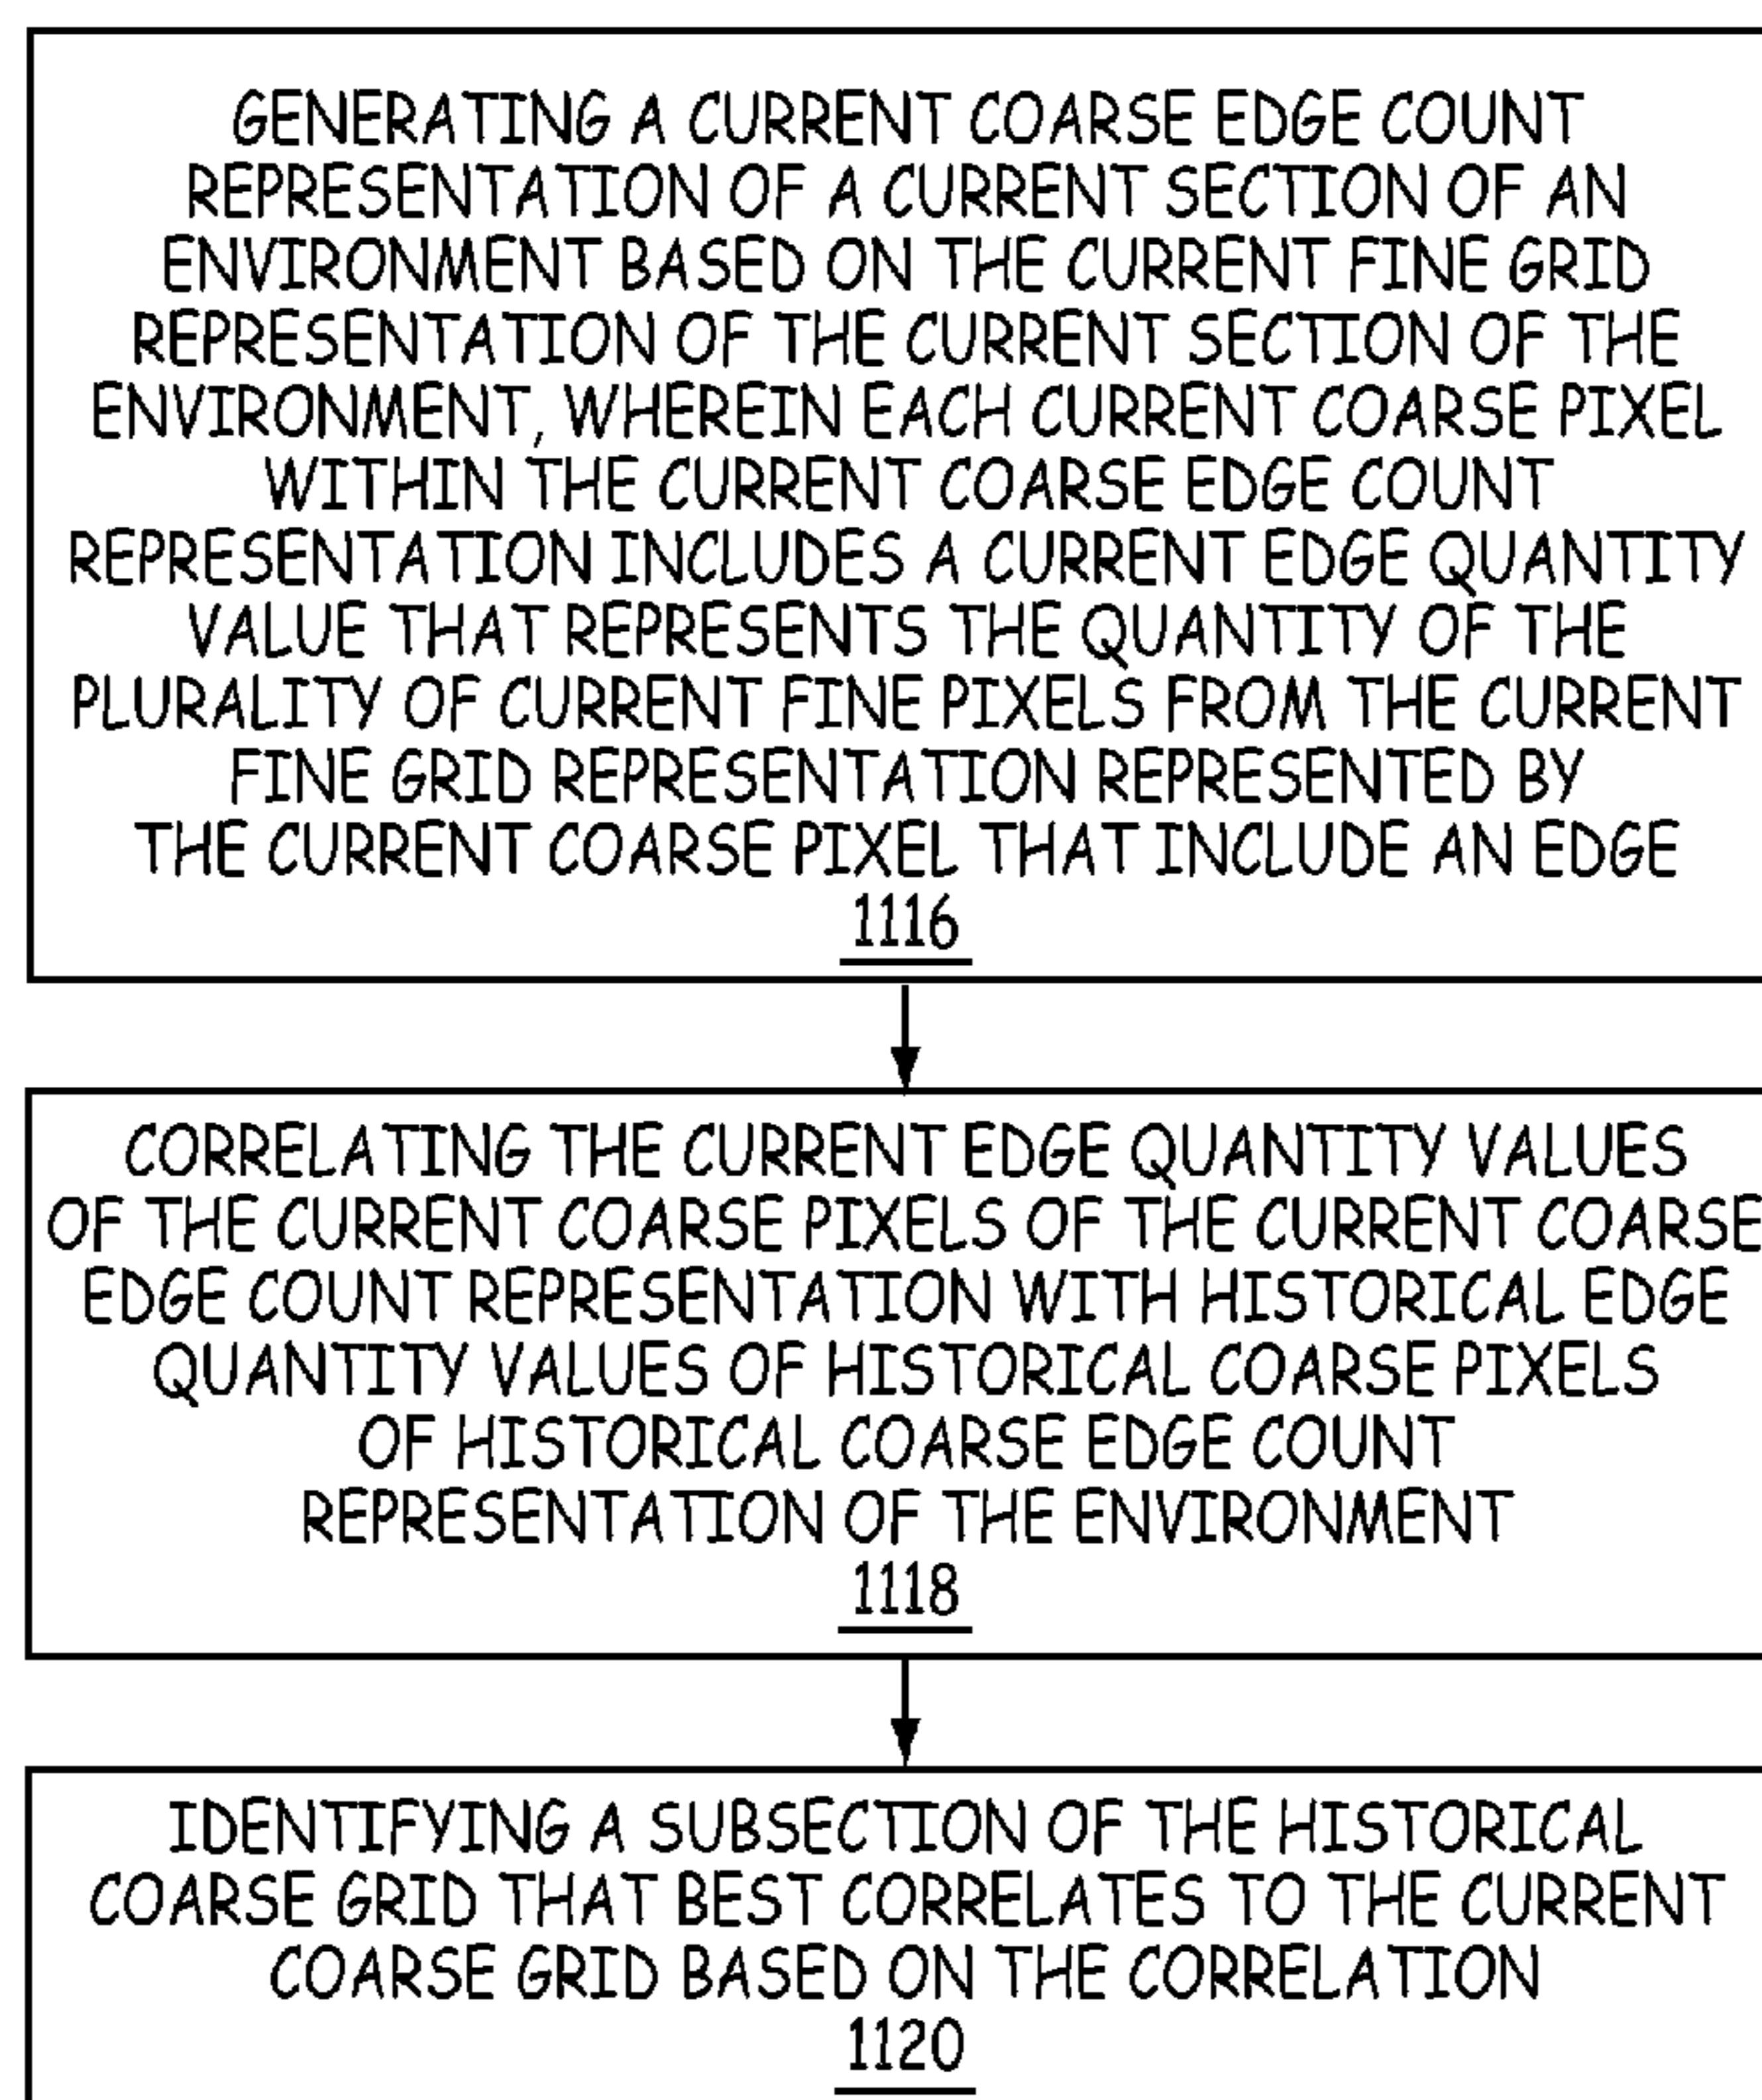 GENERATING A CURRENT COARSE EDGE COUNT
REPRESENTATION OF A CURRENT SECTION OF AN
ENVIRONMENT BASED ON THE CURRENT FINE GRID
REPRESENTATION OF THE CURRENT SECTION OF THE
ENVIRONMENT, WHEREIN EACH CURRENT COARSE PIXEL
WITHIN THE CURRENT COARSE EDGE COUNT
REPRESENTATION INCLUDES A CURRENT EDGE QUANTITY
VALUE THAT REPRESENTS THE QUANTITY OF THE
PLURALITY OF CURRENT FINE PIXELS FROM THE CURRENT
FINE GRID REPRESENTATION REPRESENTED BY
THE CURRENT COARSE PIXEL THAT INCLUDE AN EDGE
1116
CORRELATING THE CURRENT EDGE QUANTITY VALUES
OF THE CURRENT COARSE PIXELS OF THE CURRENT COARSE
EDGE COUNT REPRESENTATION WITH HISTORICAL EDGE
QUANTITY VALUES OF HISTORICAL COARSE PIXELS
OF HISTORICAL COARSE EDGE COUNT
REPRESENTATION OF THE ENVIRONMENT
1118
IDENTIFYING A SUBSECTION OF THE HISTORICAL
COARSE GRID THAT BEST CORRELATES TO THE CURRENT
COARSE GRID BASED ON THE CORRELATION
1120